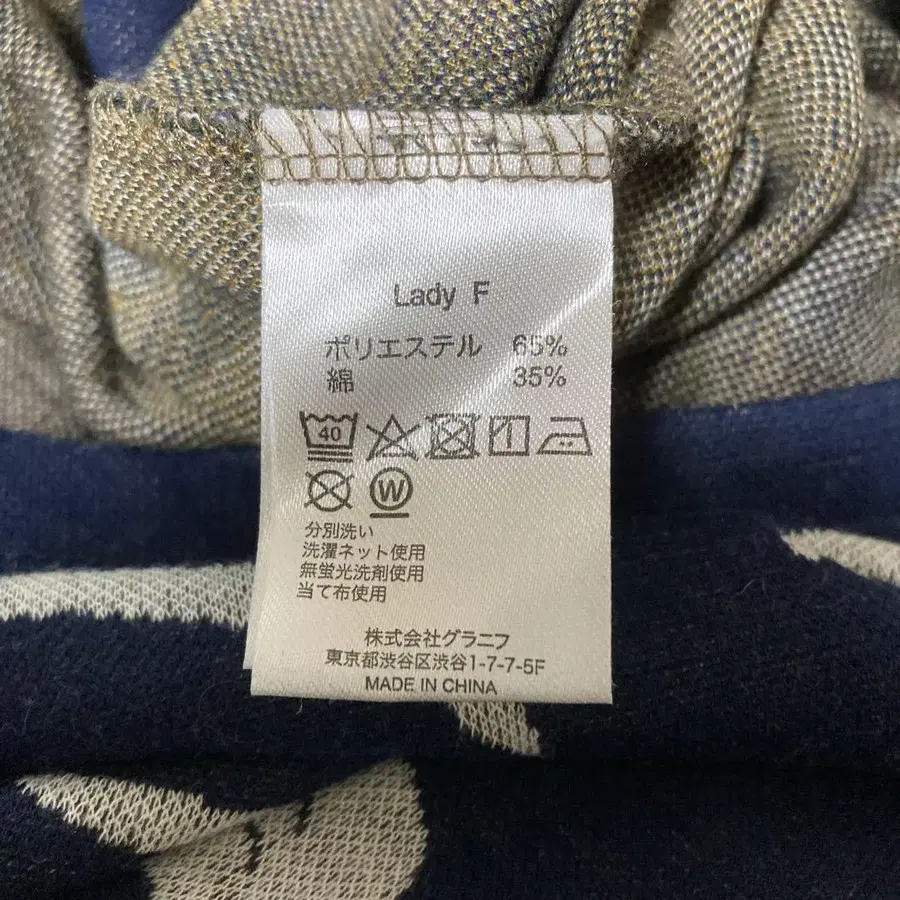 Lady F
ポリエステル 65%
綿 35%
40
W
分別洗い
洗濯ネット使用
無蛍光洗剤使用
当て布使用
株式会社グラニフ
東京都渋谷区渋谷1-7-7-5F
MADE IN CHINA